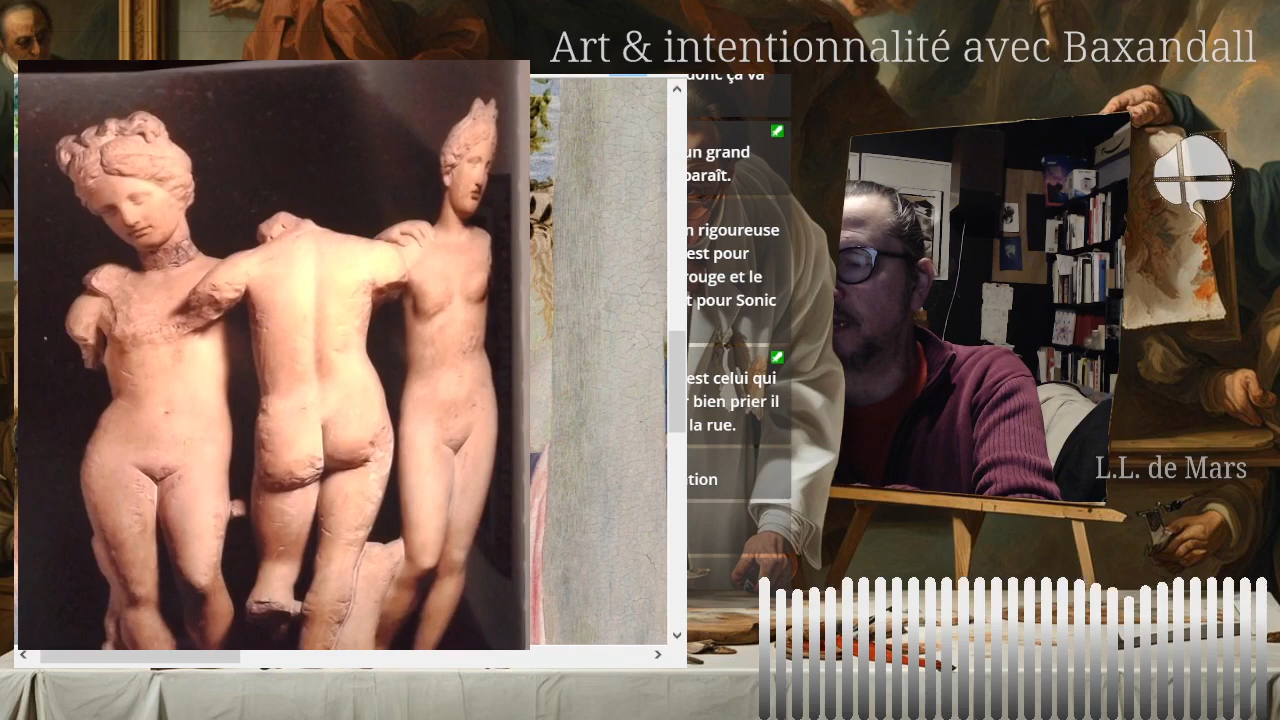 Art & intentionnalité avec Baxandall
donc ça va
un grand
paraît.
n rigoureuse
est pour
rouge et le
t pour Sonic
est celui qui
r bien prier il
la rue.
L.L. de Mars